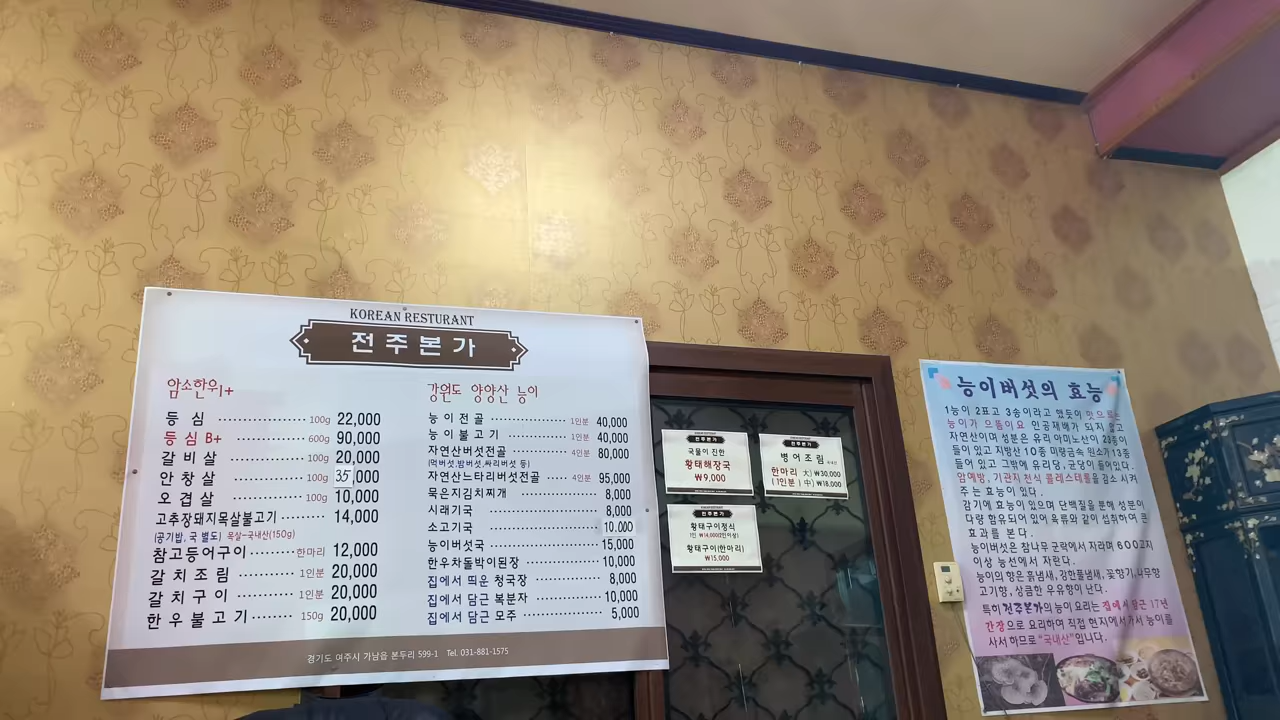 KOREAN RESTURANT
전주본가
암소한우1+
등심 100g 22,000
등심 B+ 600g 90,000
갈비살 100g 20,000
안창살 100g 35,000
오겹살 100g 10,000
고추장돼지목살불고기 14,000
(공기밥, 국 별도) 목살-국내산(150g)
참고등어구이 한마리 12,000
갈치조림 1인분 20,000
갈치구이 1인분 20,000
한우불고기 150g 20,000
강원도 양양산 능이
능이전골 1인분 40,000
능이불고기 1인분 40,000
자연산버섯전골 4인분 80,000
(먹버섯,밤버섯,싸리버섯 등)
자연산느타리버섯전골 4인분 95,000
묵은지김치찌개 8,000
시래기국 8,000
소고기국 10.000
능이버섯국 15,000
한우차돌박이된장 10,000
집에서 띄운 청국장 8,000
집에서 담근 복분자 10,000
집에서 담근 모주 5,000
경기도 여주시 가남읍 본두리 599-1 Tel. 031-881-1575
전주본가
국물이 진한
황태해장국
₩9,000
전주본가
병어조림
한마리 大) ₩30,000
(1인분) 中) ₩18,000
전주본가
황태구이정식
1인 ₩14,000(2인이상)
황태구이(한마리)
₩15,000
능이버섯의 효능
1능이 2표고 3송이라고 했듯이 맛으로는
능이가 으뜸이요 인공재배가 되지 않고
자연산이며 성분은 유리 아미노산이 23종이
들어 있고 지방산 10종 미량금속 원소가 13종
들어 있고 그밖에 유리당, 균당이 들어있다.
암예방, 기관지 천식 콜레스테롤을 감소 시켜
주는 효능이 있다.
감기에 효능이 있으며 단백질을 분해 성분이
다량 함유되어 있어 육류와 같이 섭취하여 큰
효과를 본다.
능이버섯은 참나무 군락에서 자라며 600고지
이상 능선에서 자란다.
능이의 향은 흙냄새, 강한풀냄새, 꽃향기,나무향
고기향, 상큼한 우유향이 난다.
특히 전주본가의 능이 요리는 집에서 담근 17년
간장으로 요리하며 직접 현지에서 가서 능이를
사서 하므로 "국내산"입니다.